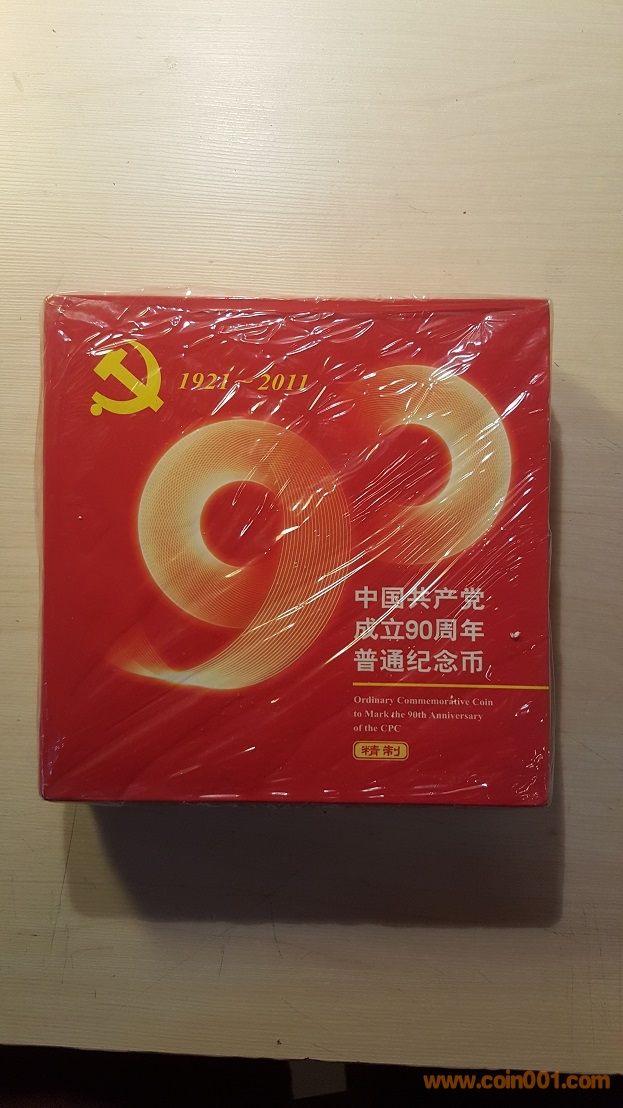 1921～2011
90
中国共产党
成立90周年
普通纪念币
Ordinary Commemorative Coin
to Mark the 90th Anniversary
of the CPC
精制
www.coin001.com